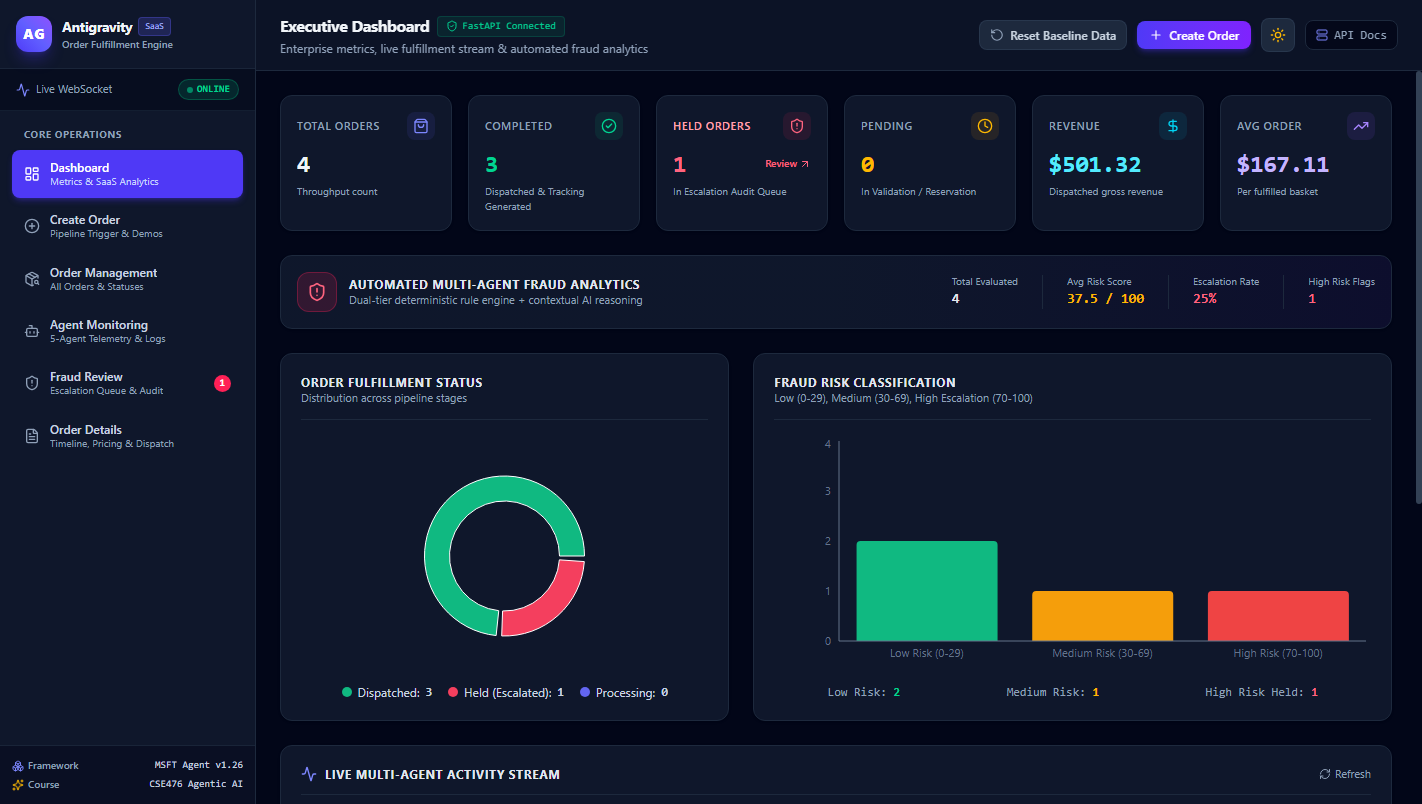 AG
Antigravity SaaS
Order Fulfillment Engine
Live WebSocket ONLINE
CORE OPERATIONS
Dashboard
Metrics & SaaS Analytics
Create Order
Pipeline Trigger & Demos
Order Management
All Orders & Statuses
Agent Monitoring
5-Agent Telemetry & Logs
Fraud Review 1
Escalation Queue & Audit
Order Details
Timeline, Pricing & Dispatch
Framework MSFT Agent v1.26
Course CSE476 Agentic AI
Executive Dashboard FastAPI Connected
Enterprise metrics, live fulfillment stream & automated fraud analytics
Reset Baseline Data Create Order API Docs
TOTAL ORDERS
4
Throughput count
COMPLETED
3
Dispatched & Tracking
Generated
HELD ORDERS
1 Review
In Escalation Audit Queue
PENDING
0
In Validation / Reservation
REVENUE
$
$501.32
Dispatched gross revenue
AVG ORDER
$167.11
Per fulfilled basket
AUTOMATED MULTI-AGENT FRAUD ANALYTICS
Dual-tier deterministic rule engine + contextual AI reasoning
Total Evaluated
4
Avg Risk Score
37.5 / 100
Escalation Rate
25%
High Risk Flags
1
ORDER FULFILLMENT STATUS
Distribution across pipeline stages
Dispatched: 3 Held (Escalated): 1 Processing: 0
FRAUD RISK CLASSIFICATION
Low (0-29), Medium (30-69), High Escalation (70-100)
4
3
2
1
0
Low Risk (0-29) Medium Risk (30-69) High Risk (70-100)
Low Risk: 2 Medium Risk: 1 High Risk Held: 1
LIVE MULTI-AGENT ACTIVITY STREAM Refresh